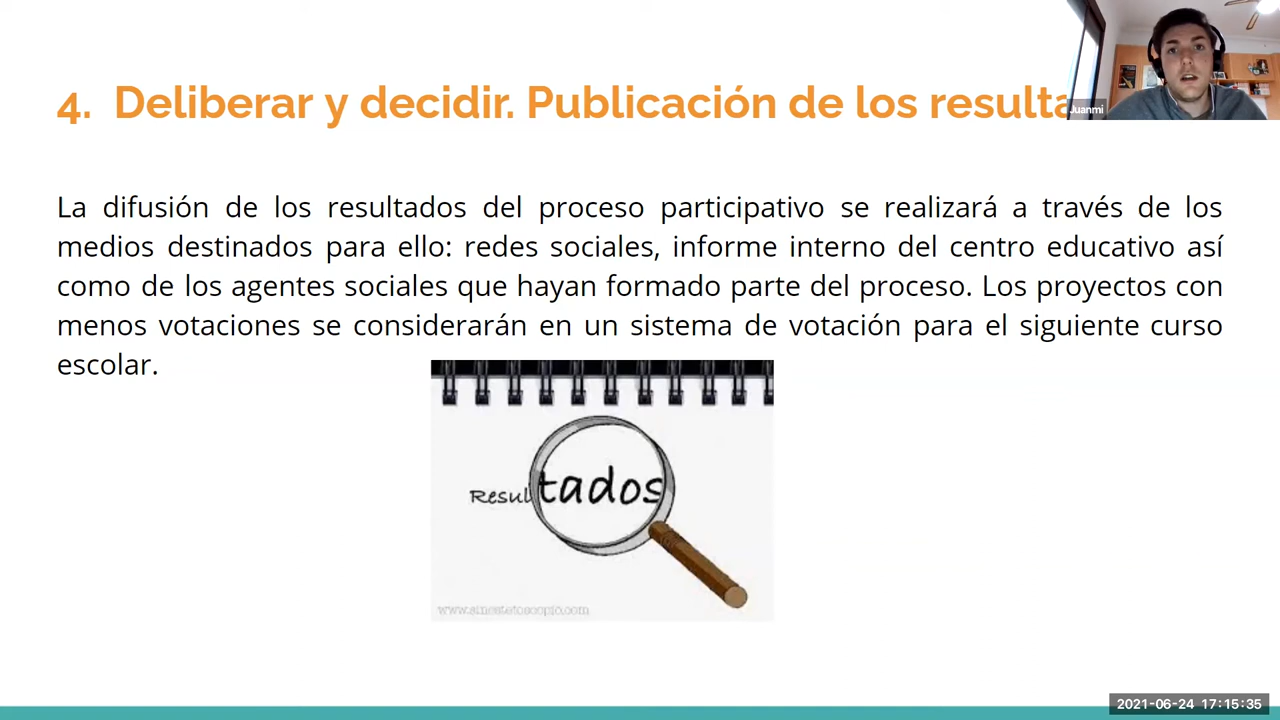 4. Deliberar y decidir. Publicación de los resulta
Juanmi
La difusión de los resultados del proceso participativo se realizará a través de los
medios destinados para ello: redes sociales, informe interno del centro educativo así
como de los agentes sociales que hayan formado parte del proceso. Los proyectos con
menos votaciones se considerarán en un sistema de votación para el siguiente curso
escolar.
Resultados
www.sinestetoscopio.com
2021-06-24 17:15:35